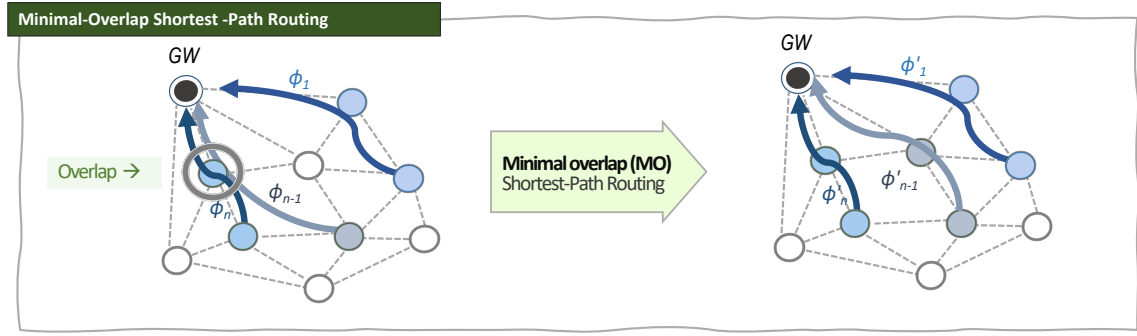 Minimal-Overlap Shortest -Path Routing
GW
ϕ1
Overlap →
ϕn
ϕn-1
Minimal overlap (MO)
Shortest-Path Routing
GW
ϕ'1
ϕ'n-1
ϕ'n